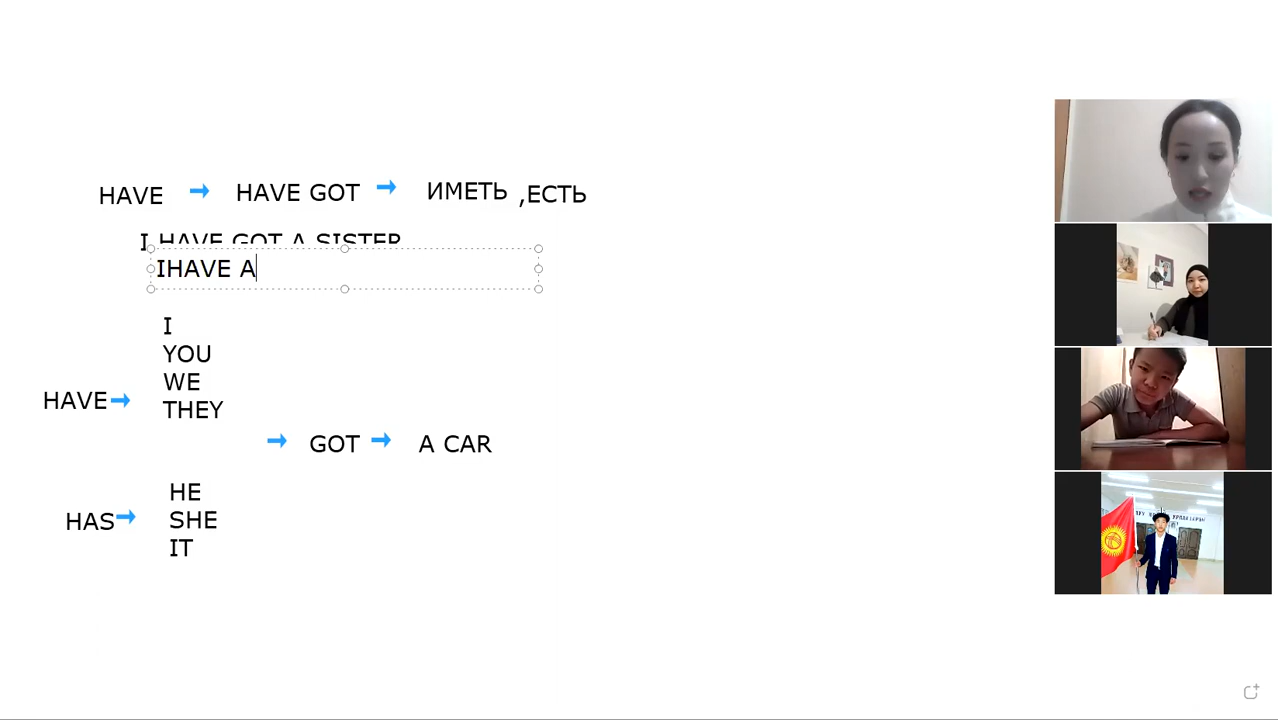 HAVE → HAVE GOT → ИМЕТЬ ,ЕСТЬ
I HAVE GOT A SISTER
IHAVE A
I
YOU
WE
THEY
HAVE →
→ GOT → A CAR
HE
SHE
HAS →
IT